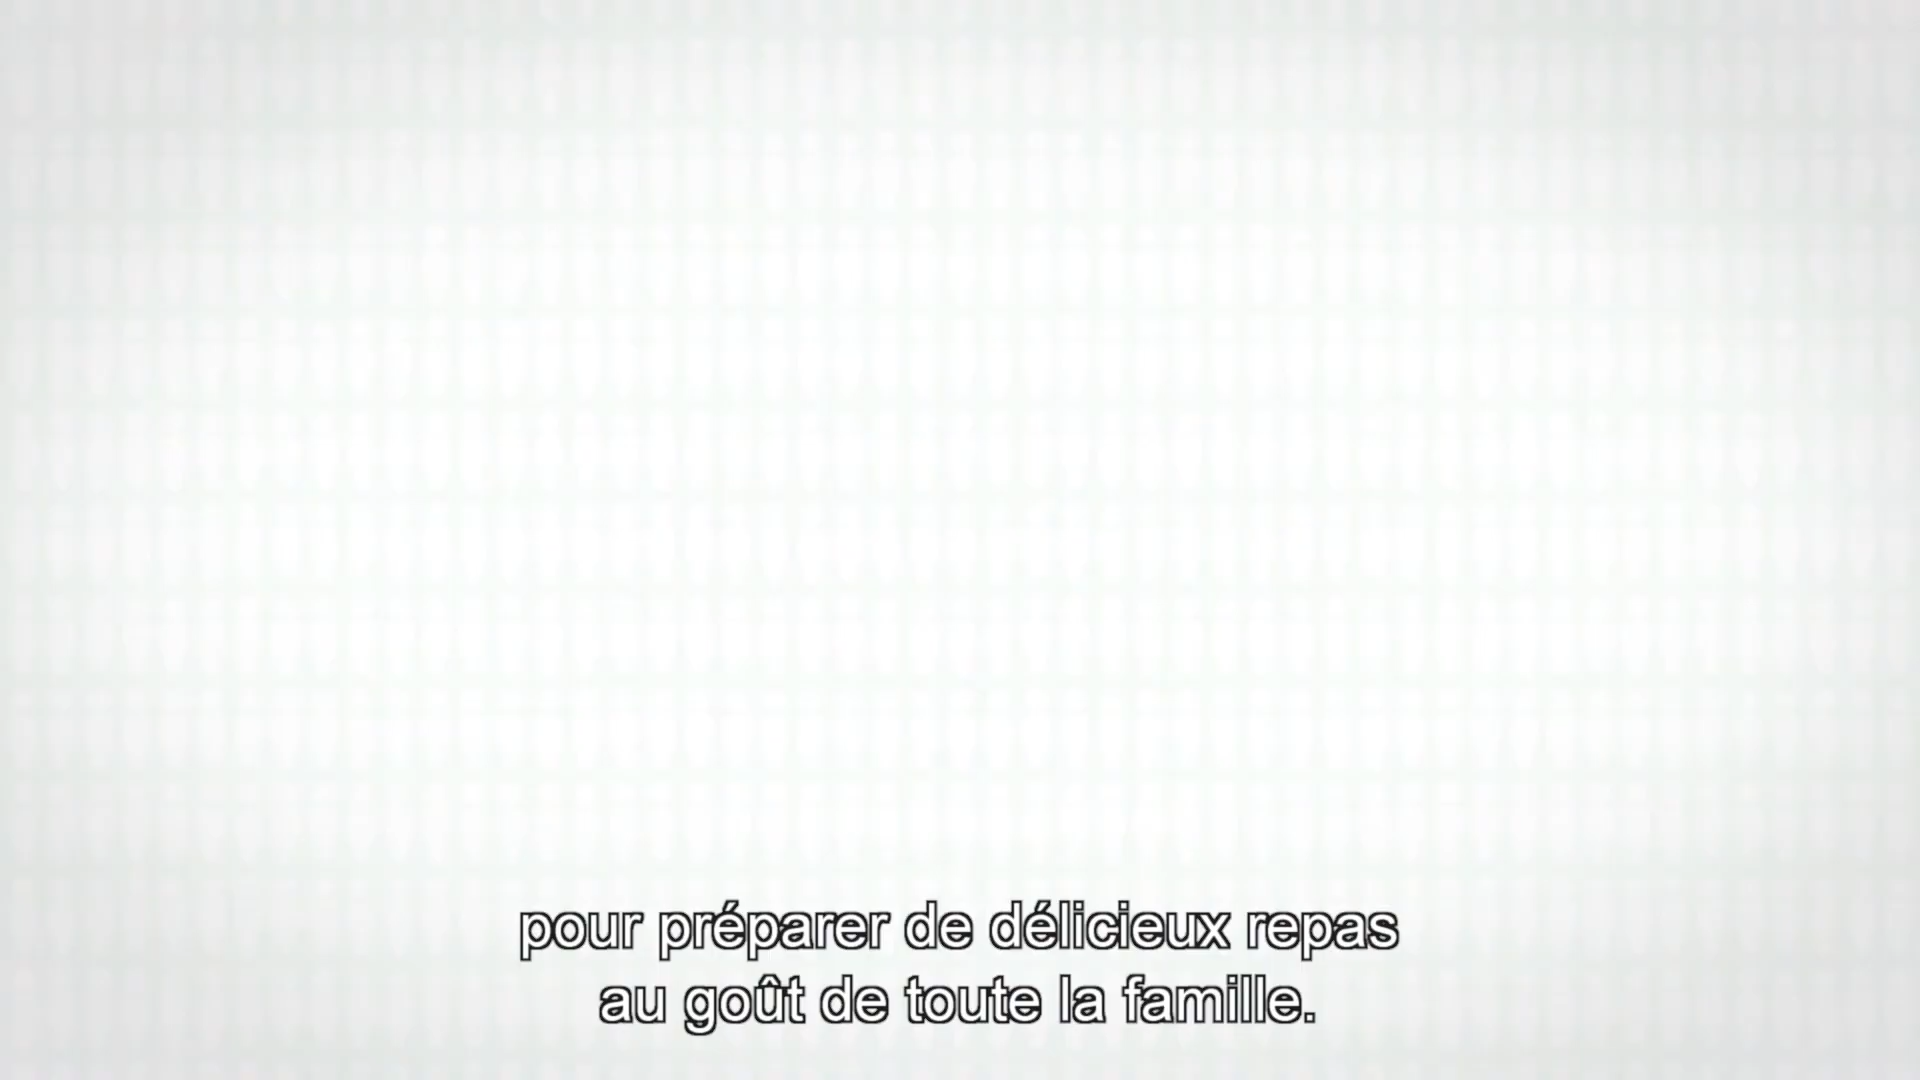 pour préparer de délicieux repas
au goût de toute la famille.